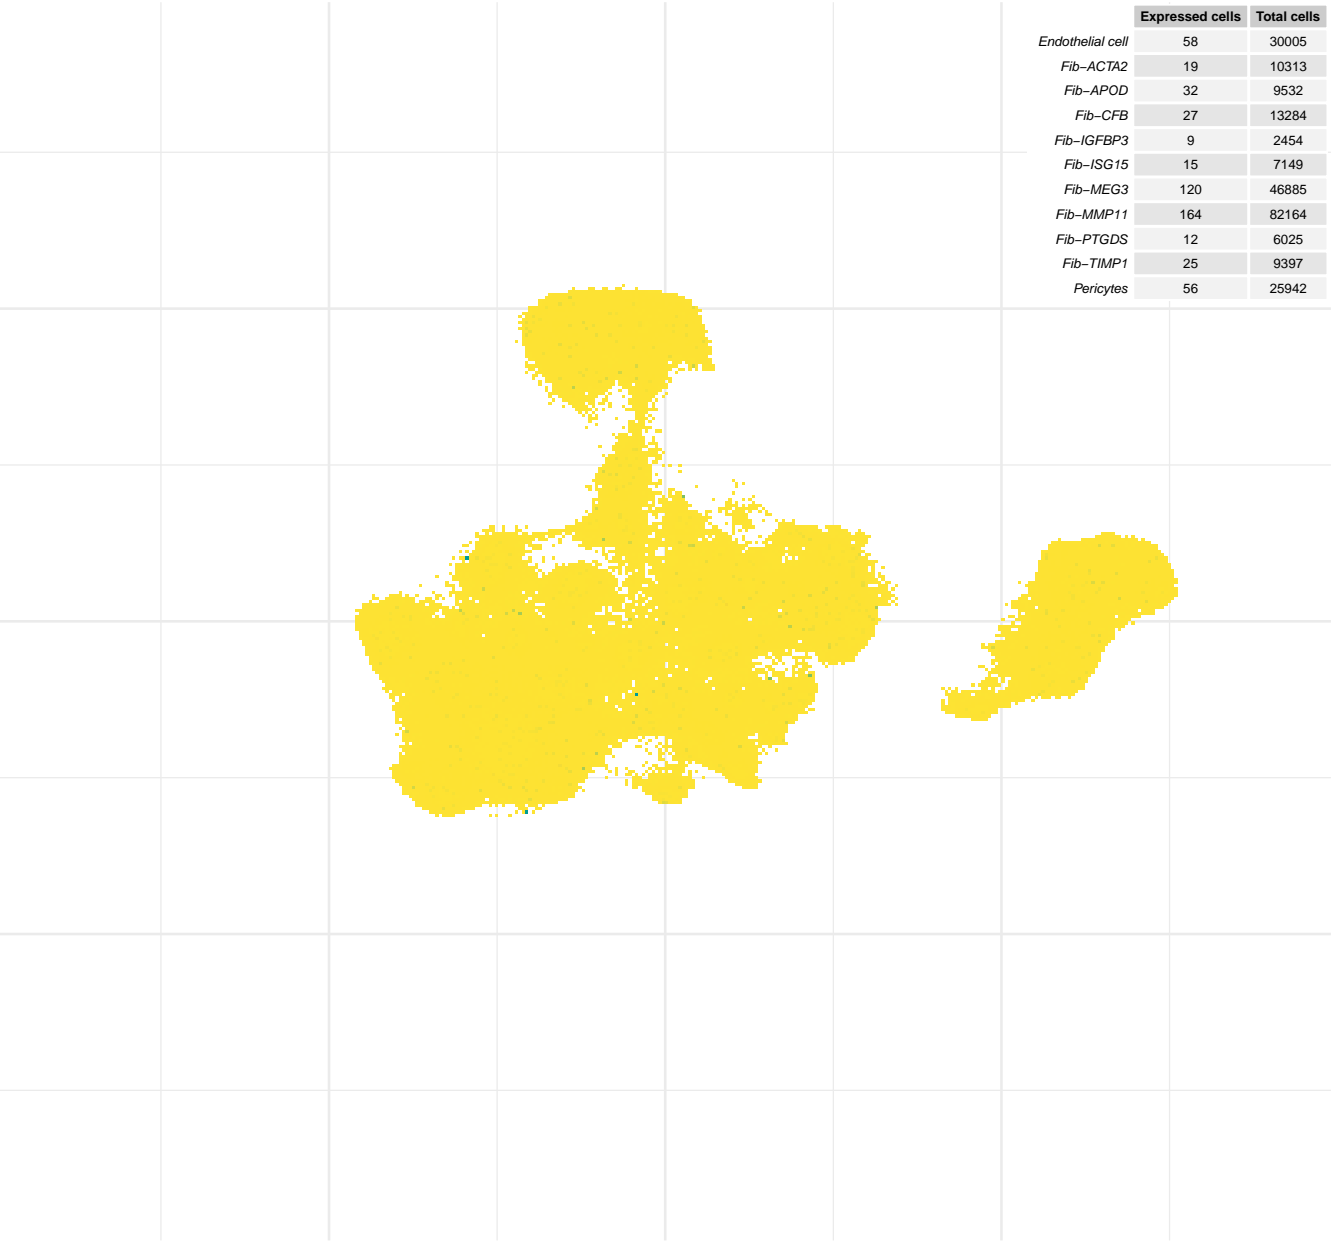 Expressed cells Total cells
Endothelial cell 58 30005
Fib−ACTA2 19 10313
Fib−APOD 32 9532
Fib−CFB 27 13284
Fib−IGFBP3 9 2454
Fib−ISG15 15 7149
Fib−MEG3 120 46885
Fib−MMP11 164 82164
Fib−PTGDS 12 6025
Fib−TIMP1 25 9397
Pericytes 56 25942